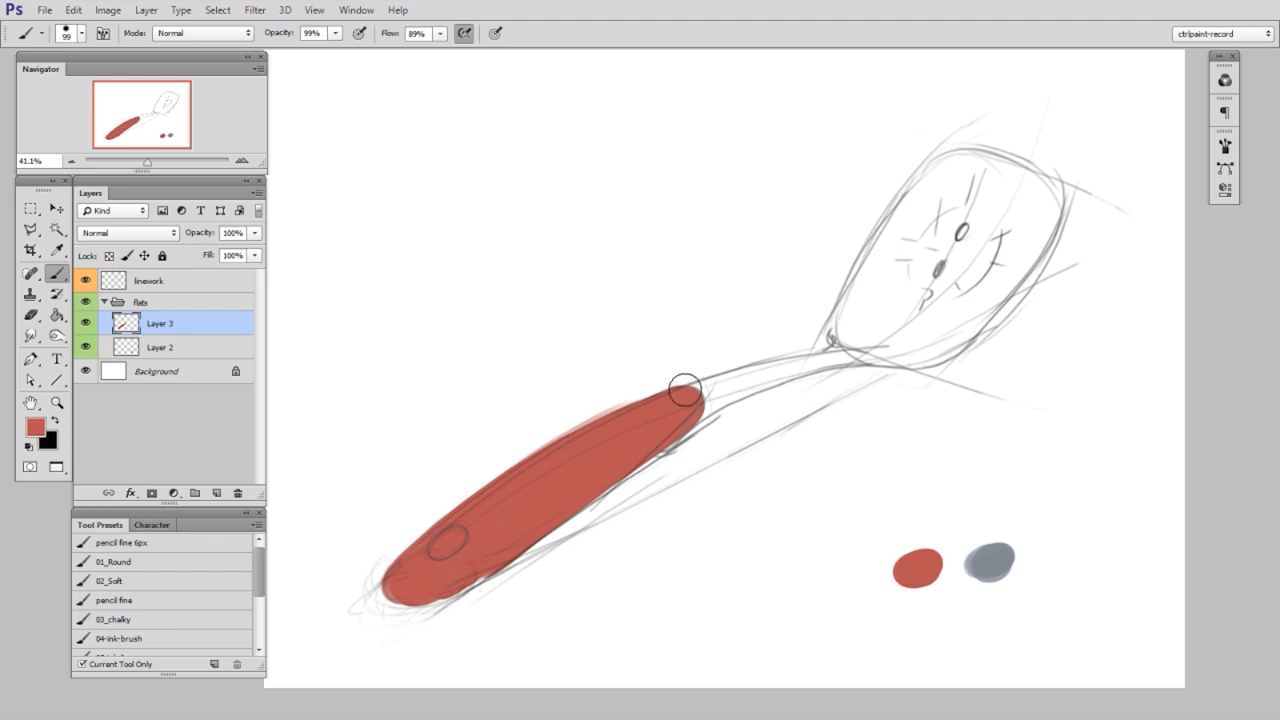 Ps File Edit Image Layer Type Select Filter 3D View Window Help
99 Mode: Normal Opacity: 99% Flow: 89% ctrlpaint-record
Navigator
41.1%
Layers
Kind T
Normal Opacity: 100%
Lock: Fill: 100%
linework
flats
Layer 3
Layer 2
Background
T
fx
Tool Presets Character
pencil fine 6px
01_Round
02_Soft
pencil fine
03_chalky
04-ink-brush
Current Tool Only